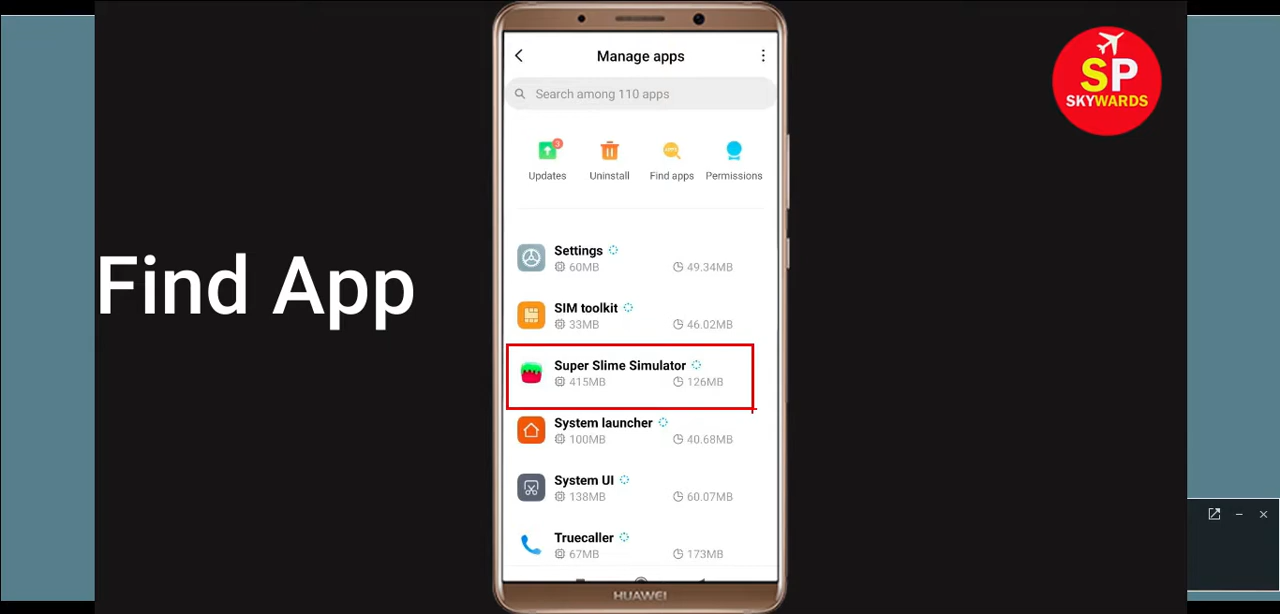 Manage apps
Search among 110 apps
3
Updates
Uninstall
APPS
Find apps
Permissions
Settings
60MB 49.34MB
SIM toolkit
33MB 46.02MB
Super Slime Simulator
415MB 126MB
System launcher
100MB 40.68MB
System UI
138MB 60.07MB
Truecaller
67MB 173MB
HUAWEI
Find App
SP
SKYWARDS